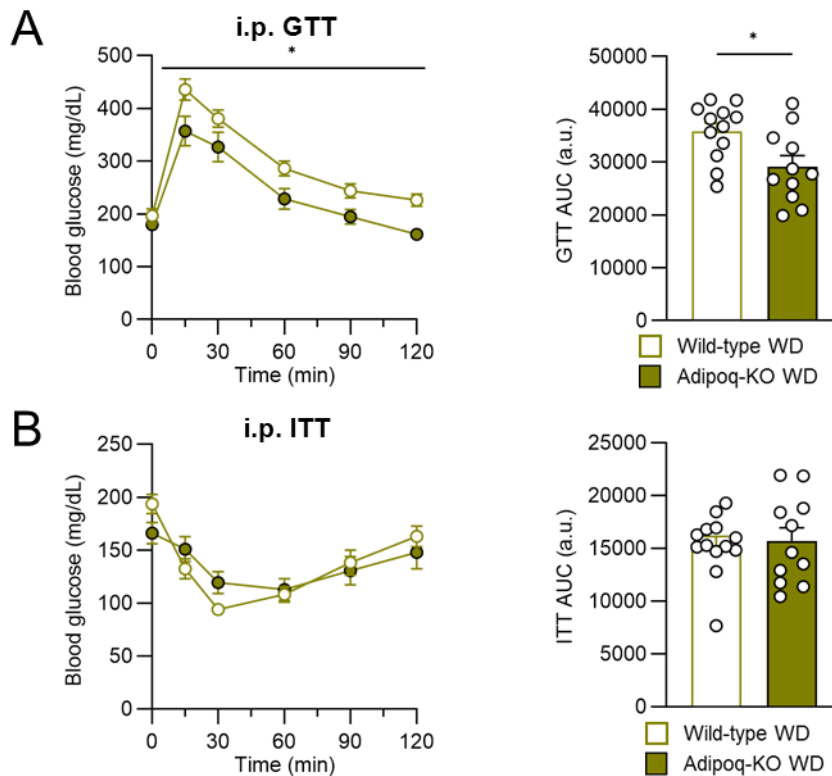 A
i.p. GTT
*
Blood glucose (mg/dL)
500
400
300
200
100
0
0 30 60 90 120
Time (min)
*
GTT AUC (a.u.)
50000
40000
30000
20000
10000
0
Wild-type WD
Adipoq-KO WD
B
i.p. ITT
Blood glucose (mg/dL)
250
200
150
100
50
0
0 30 60 90 120
Time (min)
ITT AUC (a.u.)
25000
20000
15000
10000
5000
0
Wild-type WD
Adipoq-KO WD